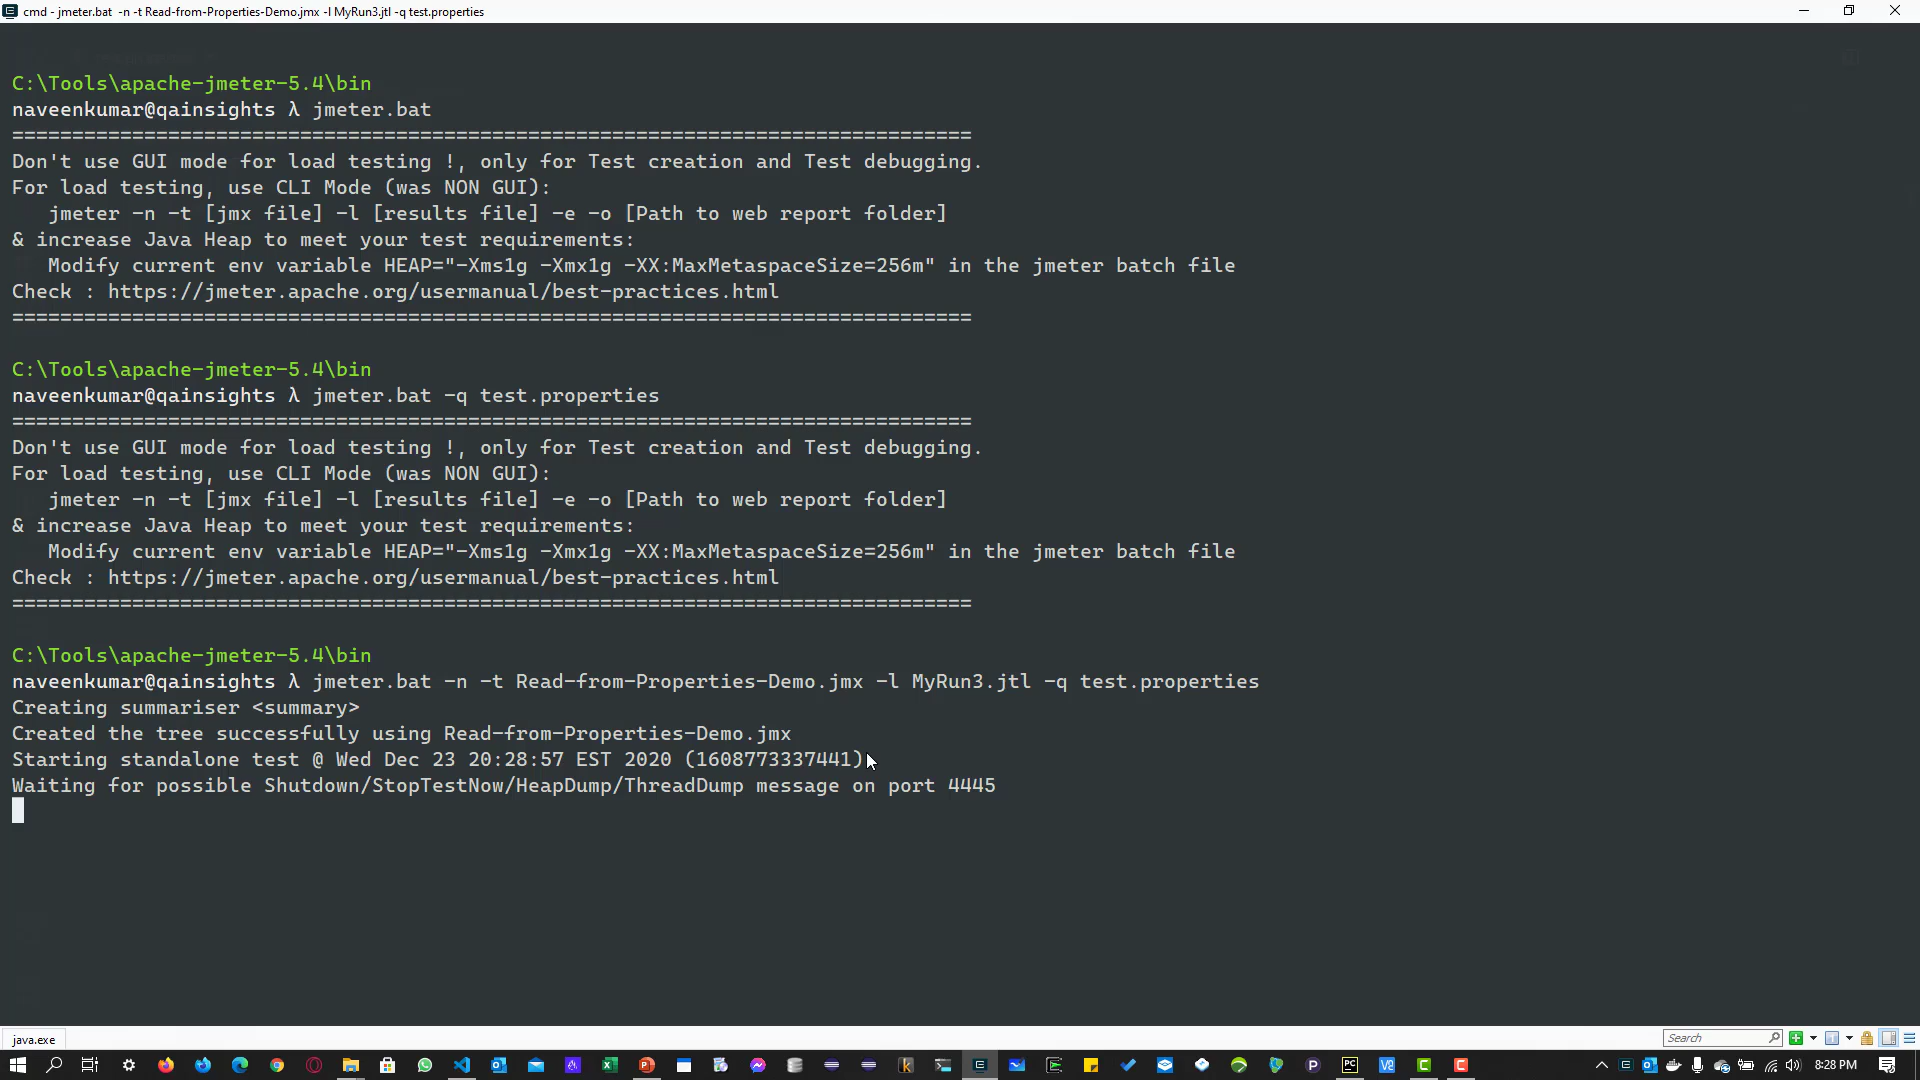 cmd - jmeter.bat -n -t Read-from-Properties-Demo.jmx -l MyRun3.jtl -q test.properties
C:\Tools\apache-jmeter-5.4\bin
naveenkumar@qainsights λ jmeter.bat
================================================================================
Don't use GUI mode for load testing !, only for Test creation and Test debugging.
For load testing, use CLI Mode (was NON GUI):
   jmeter -n -t [jmx file] -l [results file] -e -o [Path to web report folder]
& increase Java Heap to meet your test requirements:
   Modify current env variable HEAP="-Xms1g -Xmx1g -XX:MaxMetaspaceSize=256m" in the jmeter batch file
Check : https://jmeter.apache.org/usermanual/best-practices.html
================================================================================
C:\Tools\apache-jmeter-5.4\bin
naveenkumar@qainsights λ jmeter.bat -q test.properties
================================================================================
Don't use GUI mode for load testing !, only for Test creation and Test debugging.
For load testing, use CLI Mode (was NON GUI):
   jmeter -n -t [jmx file] -l [results file] -e -o [Path to web report folder]
& increase Java Heap to meet your test requirements:
   Modify current env variable HEAP="-Xms1g -Xmx1g -XX:MaxMetaspaceSize=256m" in the jmeter batch file
Check : https://jmeter.apache.org/usermanual/best-practices.html
================================================================================
C:\Tools\apache-jmeter-5.4\bin
naveenkumar@qainsights λ jmeter.bat -n -t Read-from-Properties-Demo.jmx -l MyRun3.jtl -q test.properties
Creating summariser <summary>
Created the tree successfully using Read-from-Properties-Demo.jmx
Starting standalone test @ Wed Dec 23 20:28:57 EST 2020 (1608773337441)
Waiting for possible Shutdown/StopTestNow/HeapDump/ThreadDump message on port 4445
java.exe
Search
8:28 PM